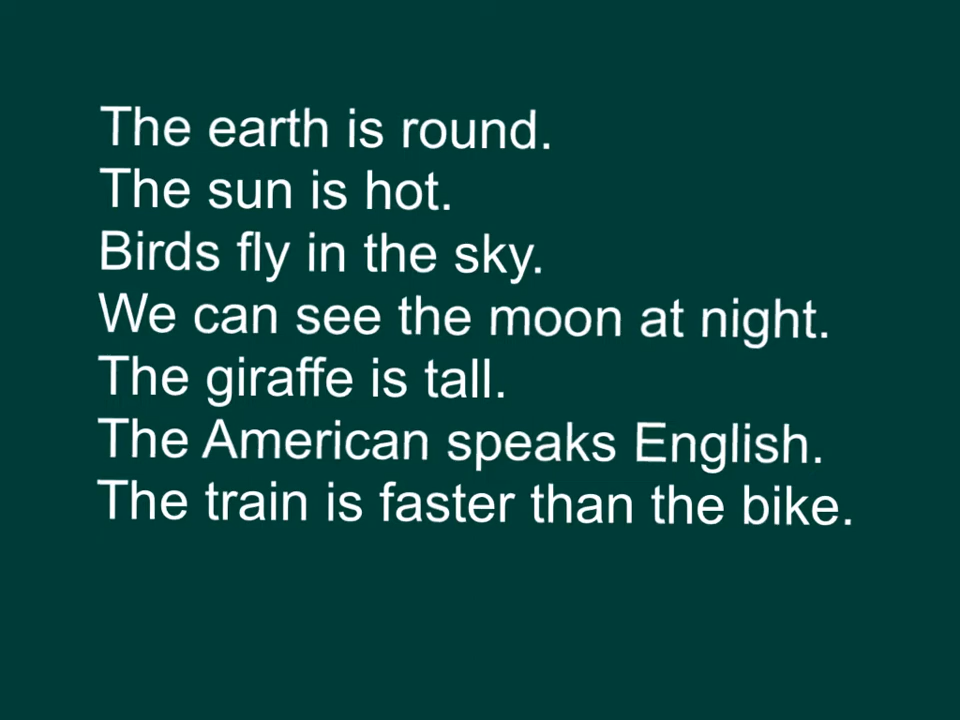 The earth is round.
The sun is hot.
Birds fly in the sky.
We can see the moon at night.
The giraffe is tall.
The American speaks English.
The train is faster than the bike.